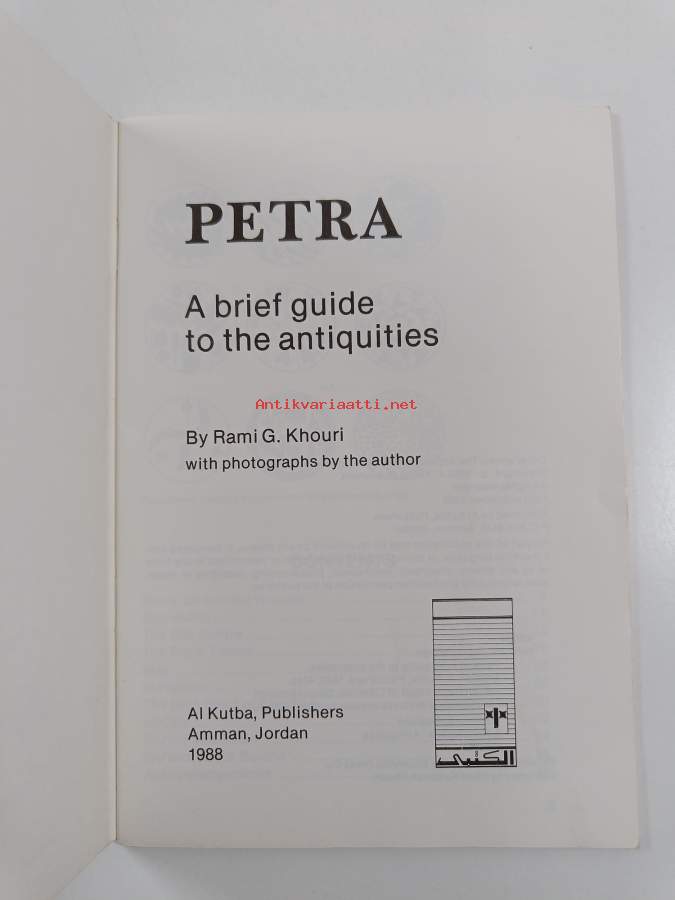 PETRA
A brief guide
to the antiquities
Antikvariaatti.net
By Rami G. Khouri
with photographs by the author
Al Kutba, Publishers
Amman, Jordan
1988
الكتبى